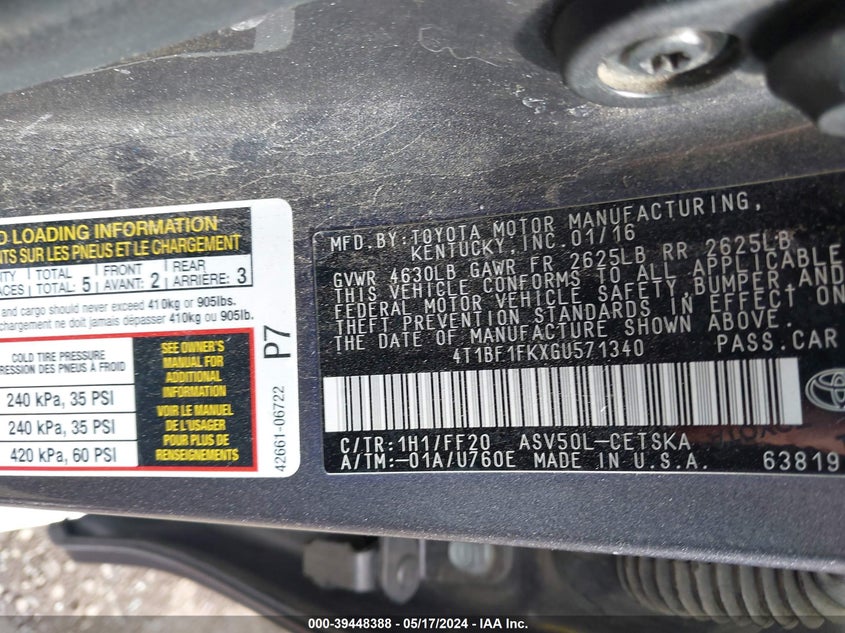 LOADING INFORMATION
SUR LES PNEUS ET LE CHARGEMENT
TOTAL FRONT REAR
TOTAL: 5 AVANT: 2 ARRIÈRE: 3
and cargo should never exceed 410kg or 905lbs.
chargement ne doit jamais dépasser 410kg ou 905lb.
COLD TIRE PRESSURE
PRESSION DES PNEUS À FROID
240 kPa, 35 PSI
240 kPa, 35 PSI
420 kPa, 60 PSI
SEE OWNER'S
MANUAL FOR
ADDITIONAL
INFORMATION
VOIR LE MANUEL
DE L'USAGER
POUR PLUS DE
RENSEIGNEMENTS
42661-06722
P7
MFD.BY:TOYOTA MOTOR MANUFACTURING,
KENTUCKY,INC.01/16
GVWR 4630LB GAWR FR 2625LB RR 2625LB
THIS VEHICLE CONFORMS TO ALL APPLICABLE
FEDERAL MOTOR VEHICLE SAFETY,BUMPER,AND
THEFT PREVENTION STANDARDS IN EFFECT ON
THE DATE OF MANUFACTURE SHOWN ABOVE.
4T1BF1FKXGU571340 PASS.CAR
C/TR:1H1/FF20 ASV50L-CETSKA
A/TM:-01A/U760E MADE IN U.S.A. 63819
000-39448388 - 05/17/2024 - IAA Inc.